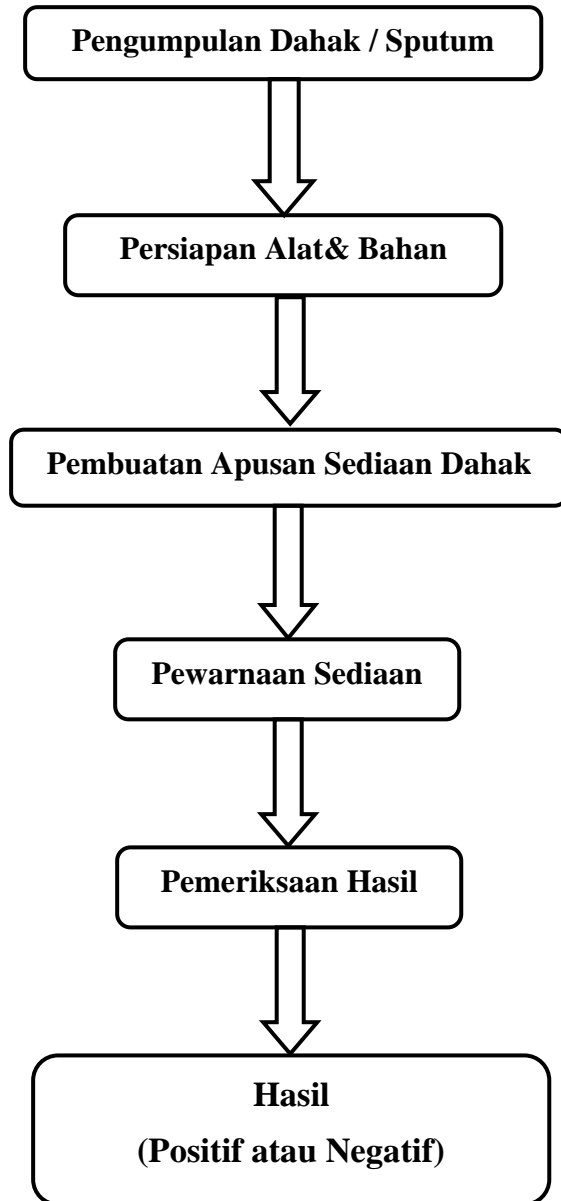 Pengumpulan Dahak / Sputum
Persiapan Alat& Bahan
Pembuatan Apusan Sediaan Dahak
Pewarnaan Sediaan
Pemeriksaan Hasil
Hasil
(Positif atau Negatif)